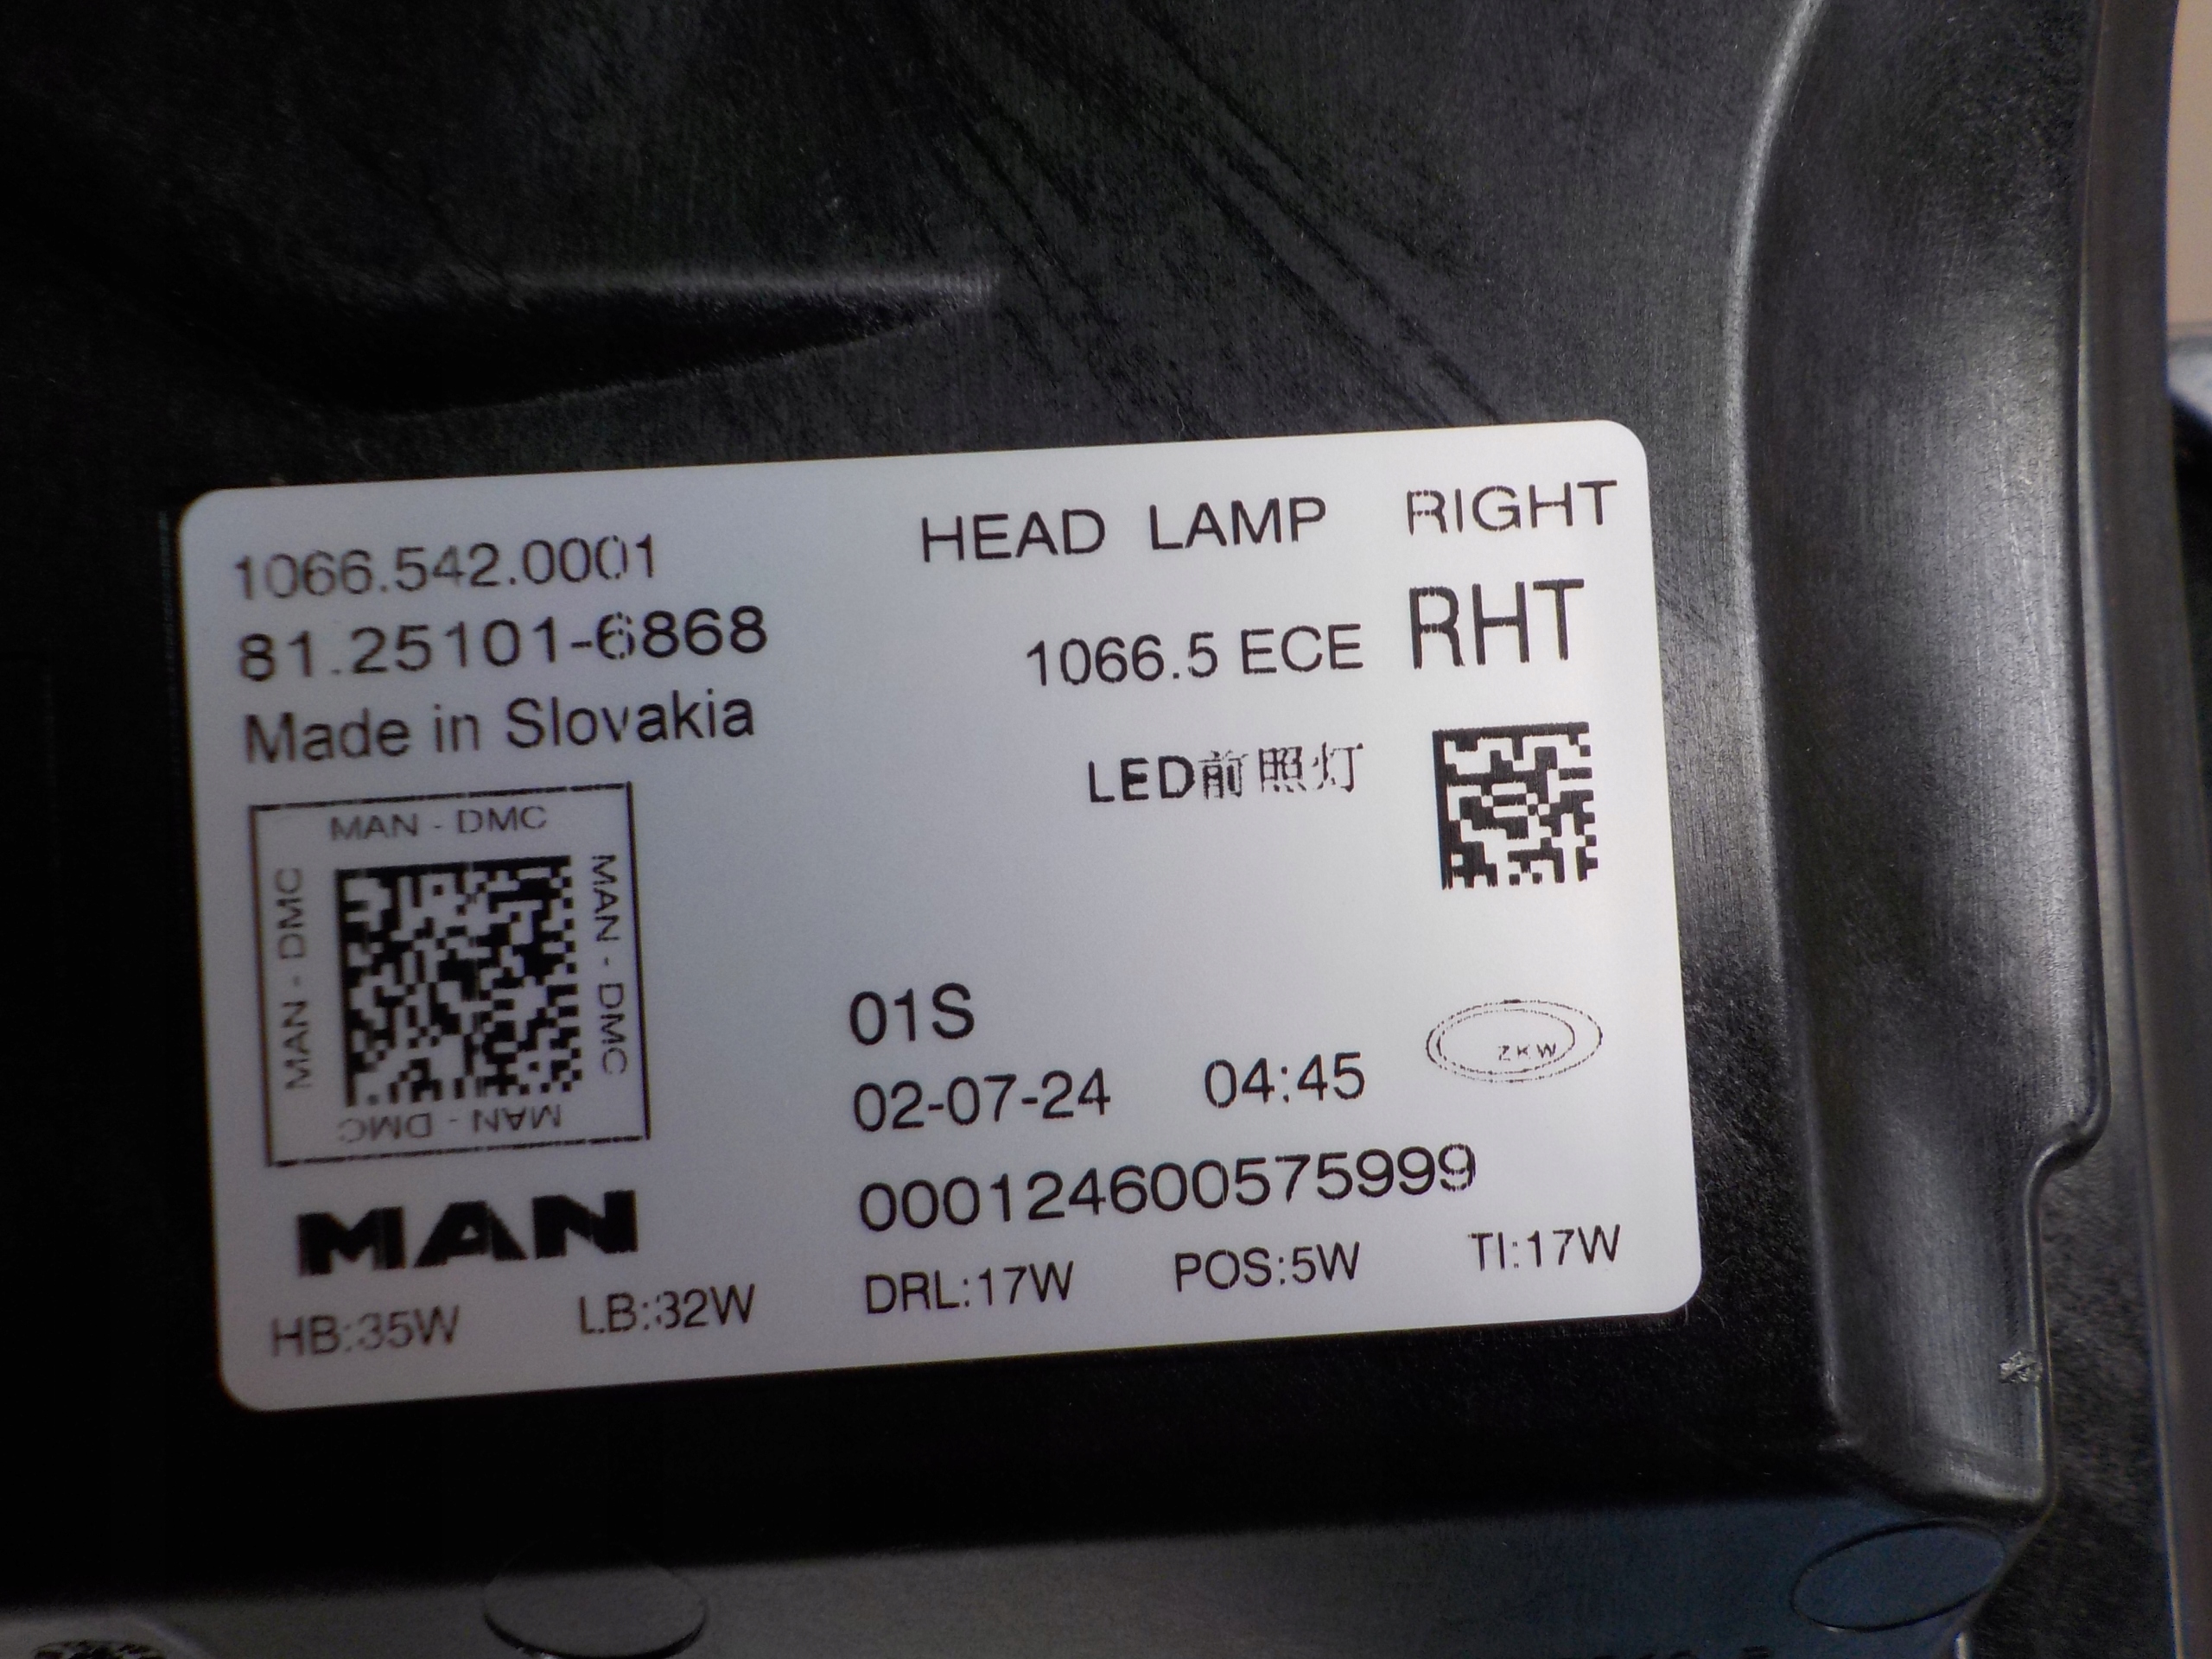 1066.542.0001
HEAD LAMP RIGHT
81.25101-6868
1066.5 ECE RHT
Made in Slovakia
LED前照灯
MAN - DMC
MAN - DMC
MAN - DMC
MAN - DMC
01S
ZKW
02-07-24 04:45
000124600575999
MAN
HB:35W LB:32W DRL:17W POS:5W TI:17W